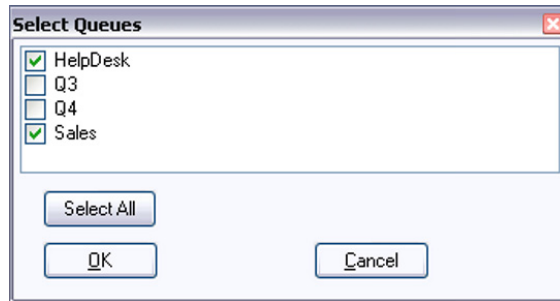 Select Queues
HelpDesk
Q3
Q4
Sales
Select All
OK Cancel